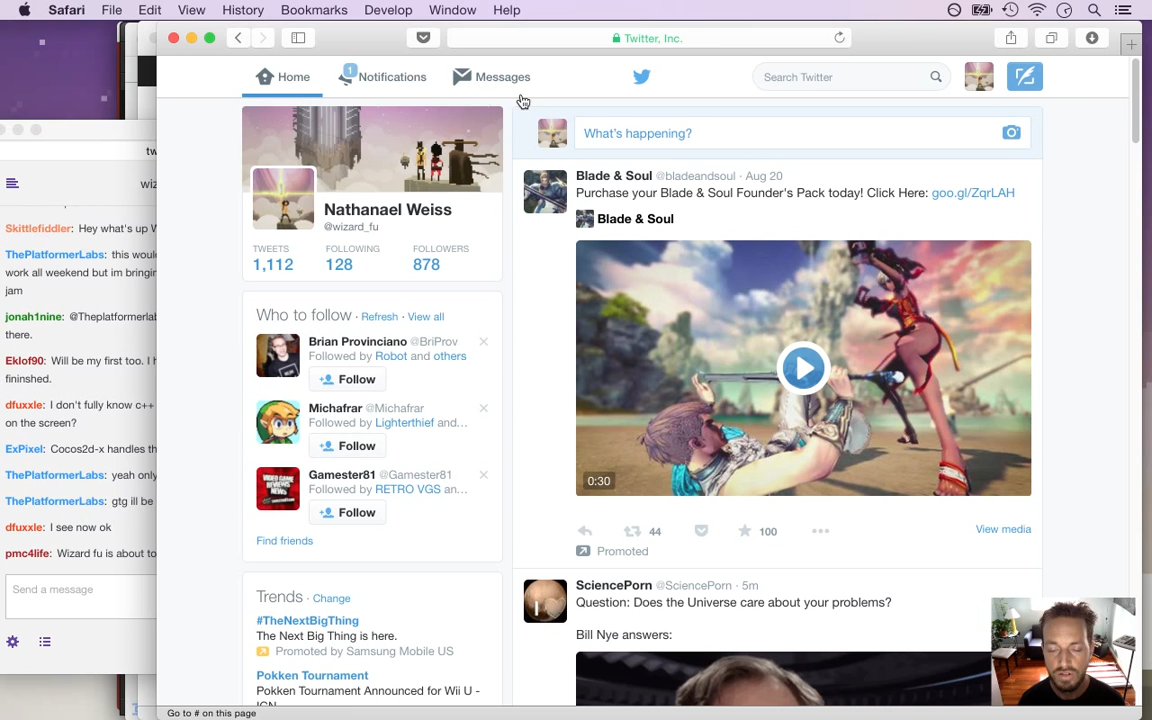 Safari File Edit View History Bookmarks Develop Window Help
Twitter, Inc.
Home
1
Notifications
Messages
Search Twitter
tw
wiz
Skittlefiddler: Hey what's up W
ThePlatformerLabs: this woul
work all weekend but im bringin
jam
jonah1nine: @Theplatformerlab
there.
Eklof90: Will be my first too. I h
fininshed.
dfuxxle: I don't fully know c++
on the screen?
ExPixel: Cocos2d-x handles th
ThePlatformerLabs: yeah only
ThePlatformerLabs: gtg ill be
dfuxxle: I see now ok
pmc4life: Wizard fu is about to
Send a message
Nathanael Weiss
@wizard_fu
TWEETS FOLLOWING FOLLOWERS
1,112 128 878
Who to follow · Refresh · View all
Brian Provinciano @BriProv
Followed by Robot and others
Follow
Michafrar @Michafrar
Followed by Lighterthief and...
Follow
Gamester81 @Gamester81
Followed by RETRO VGS an...
Follow
Find friends
Trends · Change
#TheNextBigThing
The Next Big Thing is here.
Promoted by Samsung Mobile US
Pokken Tournament
Pokken Tournament Announced for Wii U -
IGN
What's happening?
Blade & Soul @bladeandsoul · Aug 20
Purchase your Blade & Soul Founder's Pack today! Click Here: goo.gl/ZqrLAH
Blade & Soul
0:30
44 100
View media
Promoted
SciencePorn @SciencePorn · 5m
Question: Does the Universe care about your problems?
Bill Nye answers:
Go to # on this page